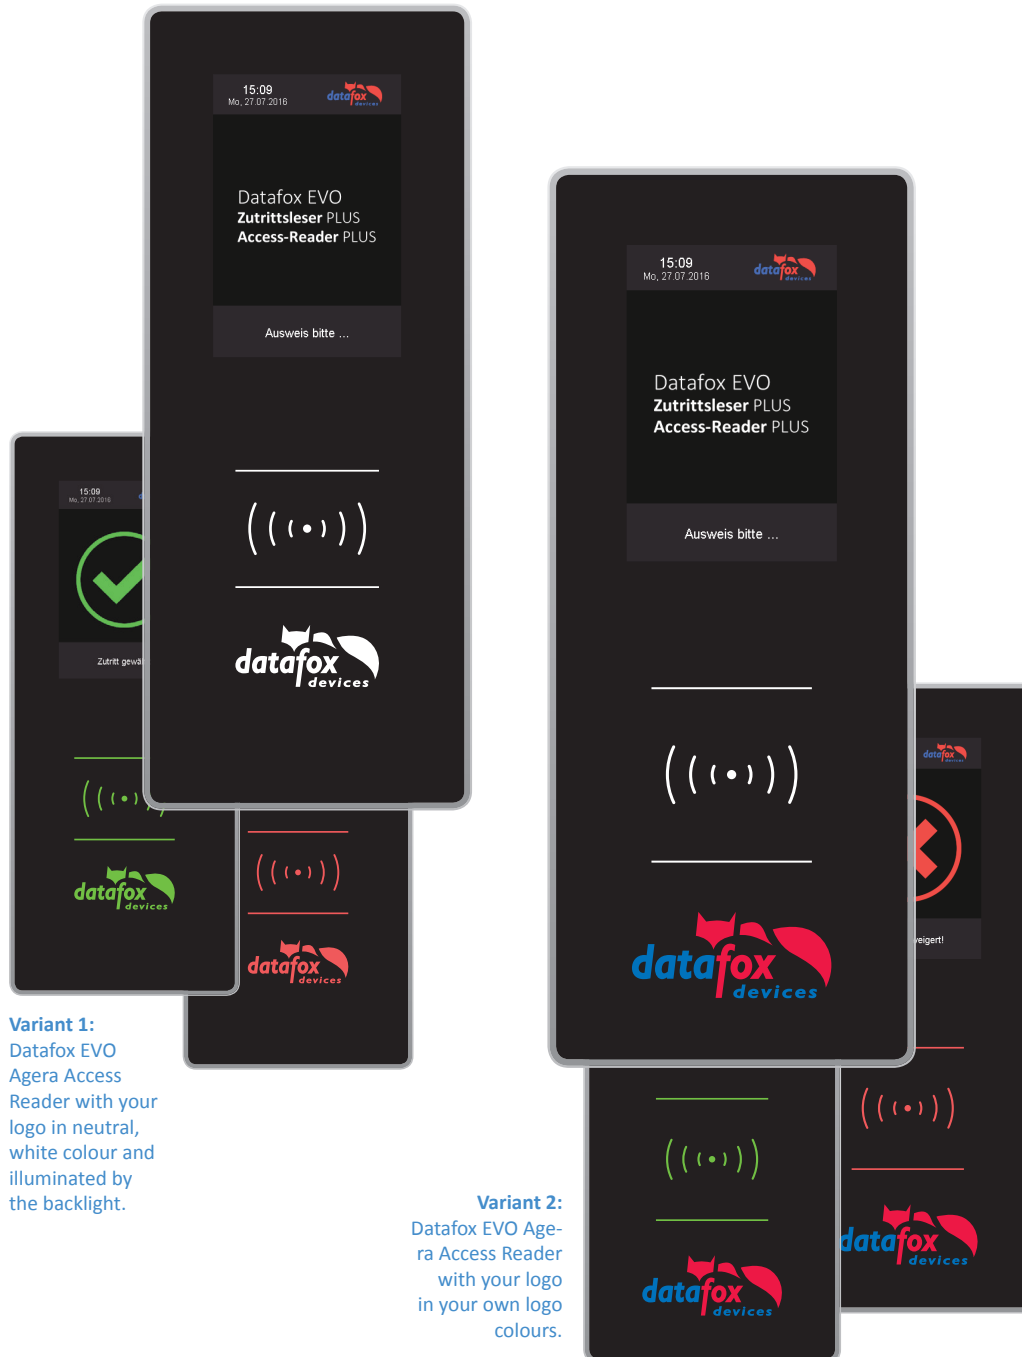 15:09
Mo, 27.07.2016
datafox
devices
Datafox EVO
Zutrittsleser PLUS
Access-Reader PLUS
Ausweis bitte ...
datafox
devices
15:09
Mo, 27.07.2016
Zutritt gewä
datafox
devices
datafox
devices
Variant 1:
Datafox EVO
Agera Access
Reader with your
logo in neutral,
white colour and
illuminated by
the backlight.
15:09
Mo, 27.07.2016
datafox
devices
Datafox EVO
Zutrittsleser PLUS
Access-Reader PLUS
Ausweis bitte ...
datafox
devices
datafox
devices
weigert!
datafox
devices
datafox
devices
Variant 2:
Datafox EVO Age-
ra Access Reader
with your logo
in your own logo
colours.